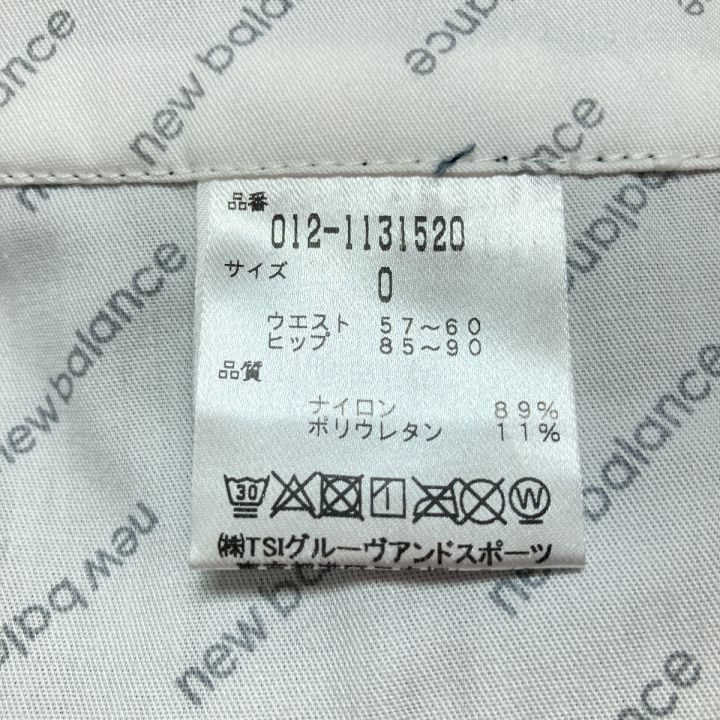 new balance
new balance
new balance
new balance
new balance
品番
012-1131520
サイズ
0
ウエスト 57～60
ヒップ 85～90
品質
ナイロン 89%
ポリウレタン 11%
30
W
(株)TSIグルーヴアンドスポーツ
new balance
new balance
new balance